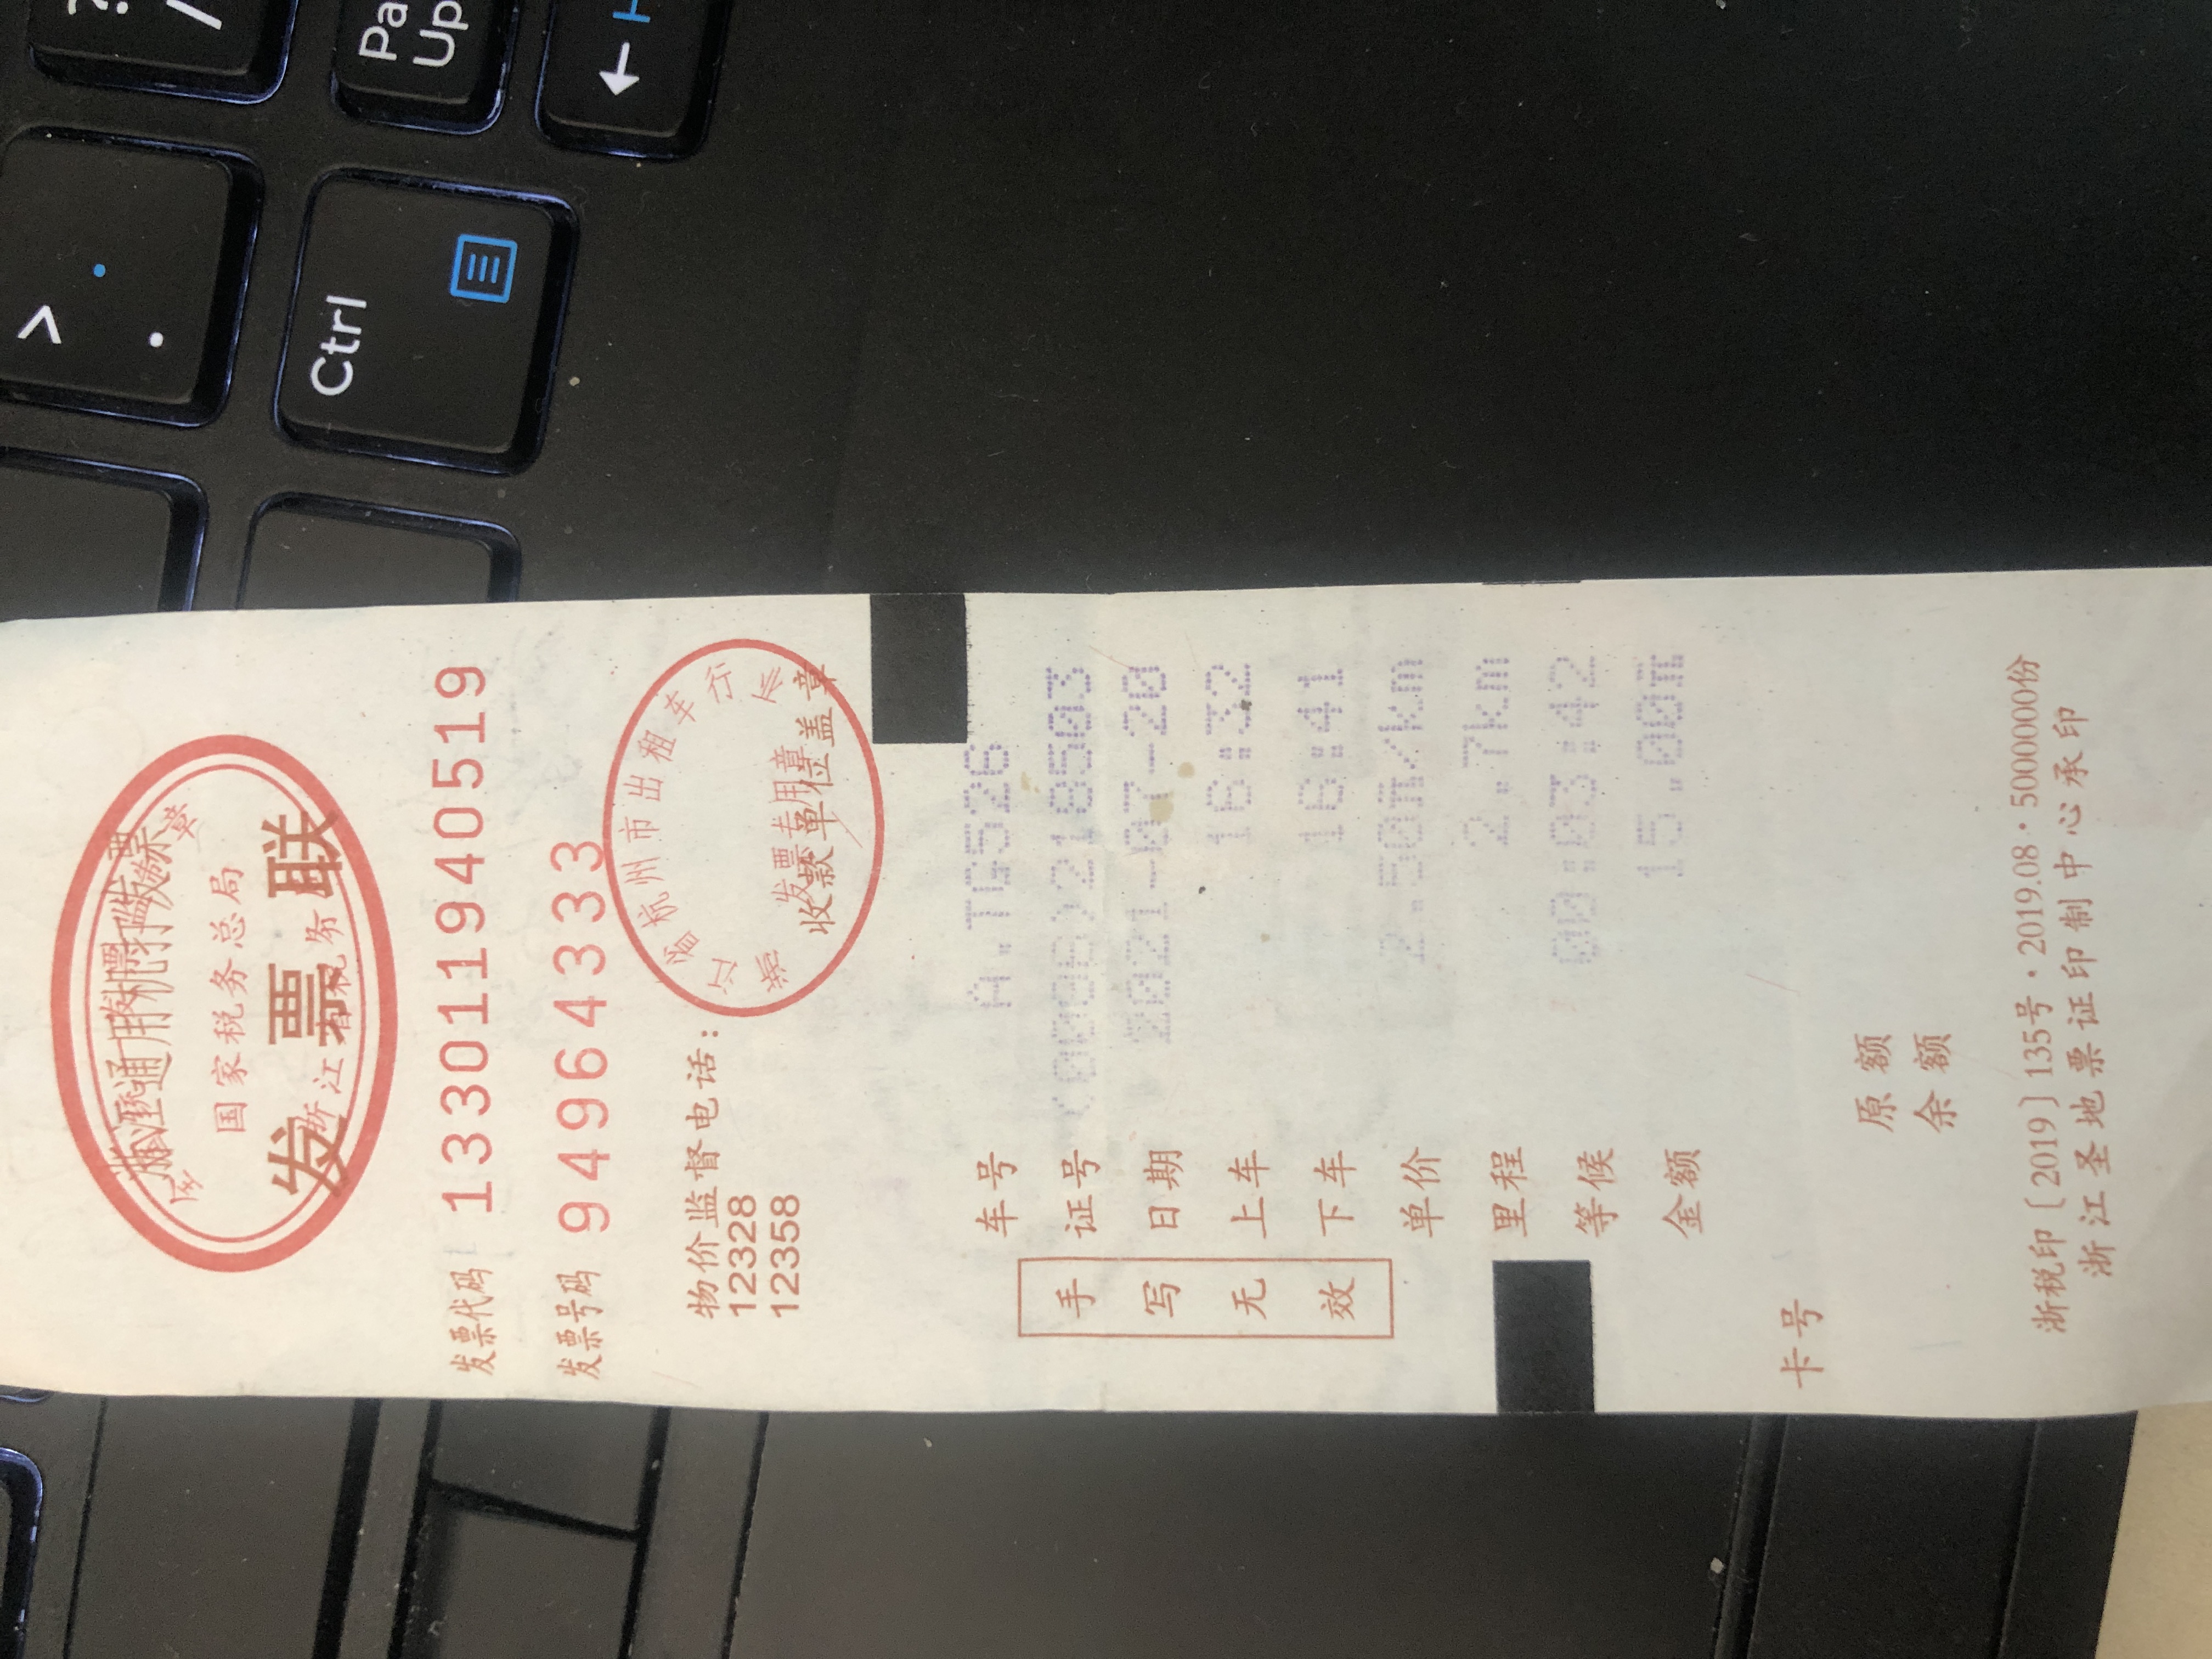 浙江通用机打发票
全国统一发票监制章
国家税务总局
发票联
浙江省税务局
发票代码 133011940519
发票号码 94964333
浙江省杭州市出租车行业
物价监督电话:
12328
12358
发票专用章
收款单位盖章
车号 A.TG526
手写无效
证号 218503
日期 2021-07-20
上车 16:32
下车 16:41
单价 2.50元/km
里程 2.7km
等候 00:03:42
金额 15.00元
卡号
原额
余额
浙税印〔2019〕135号·2019.08·5000000份
浙江圣地票证印制中心承印
>
.
?
/
Ctrl
Pa
Up
←